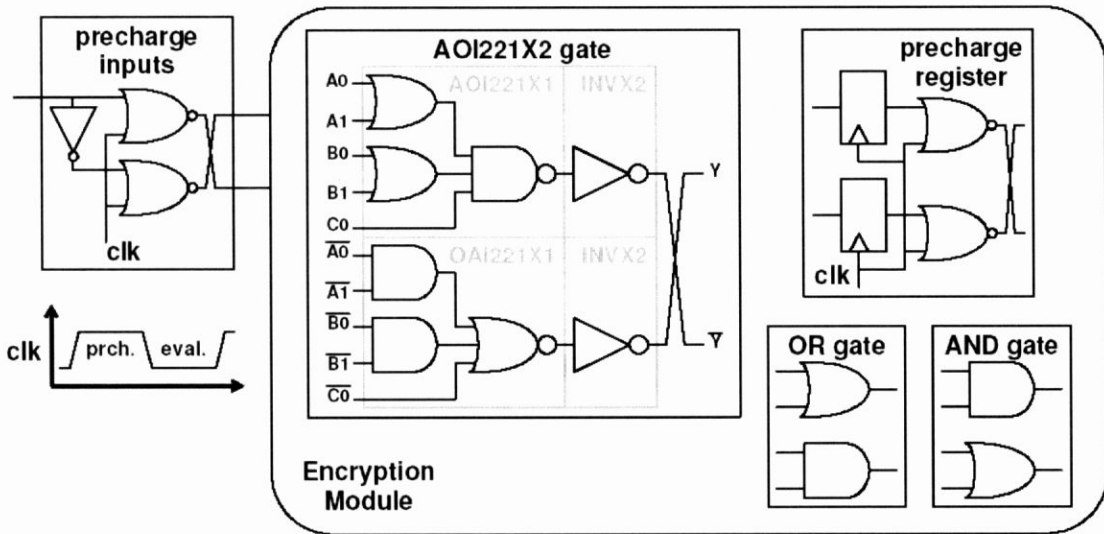 precharge
inputs
clk
clk
prch.
eval.
AOI221X2 gate
AOI221X1
INVX2
A0
A1
B0
B1
C0
Y
OAI221X1
INVX2
A0
A1
B0
B1
C0
Y
Encryption
Module
precharge
register
clk
OR gate
AND gate